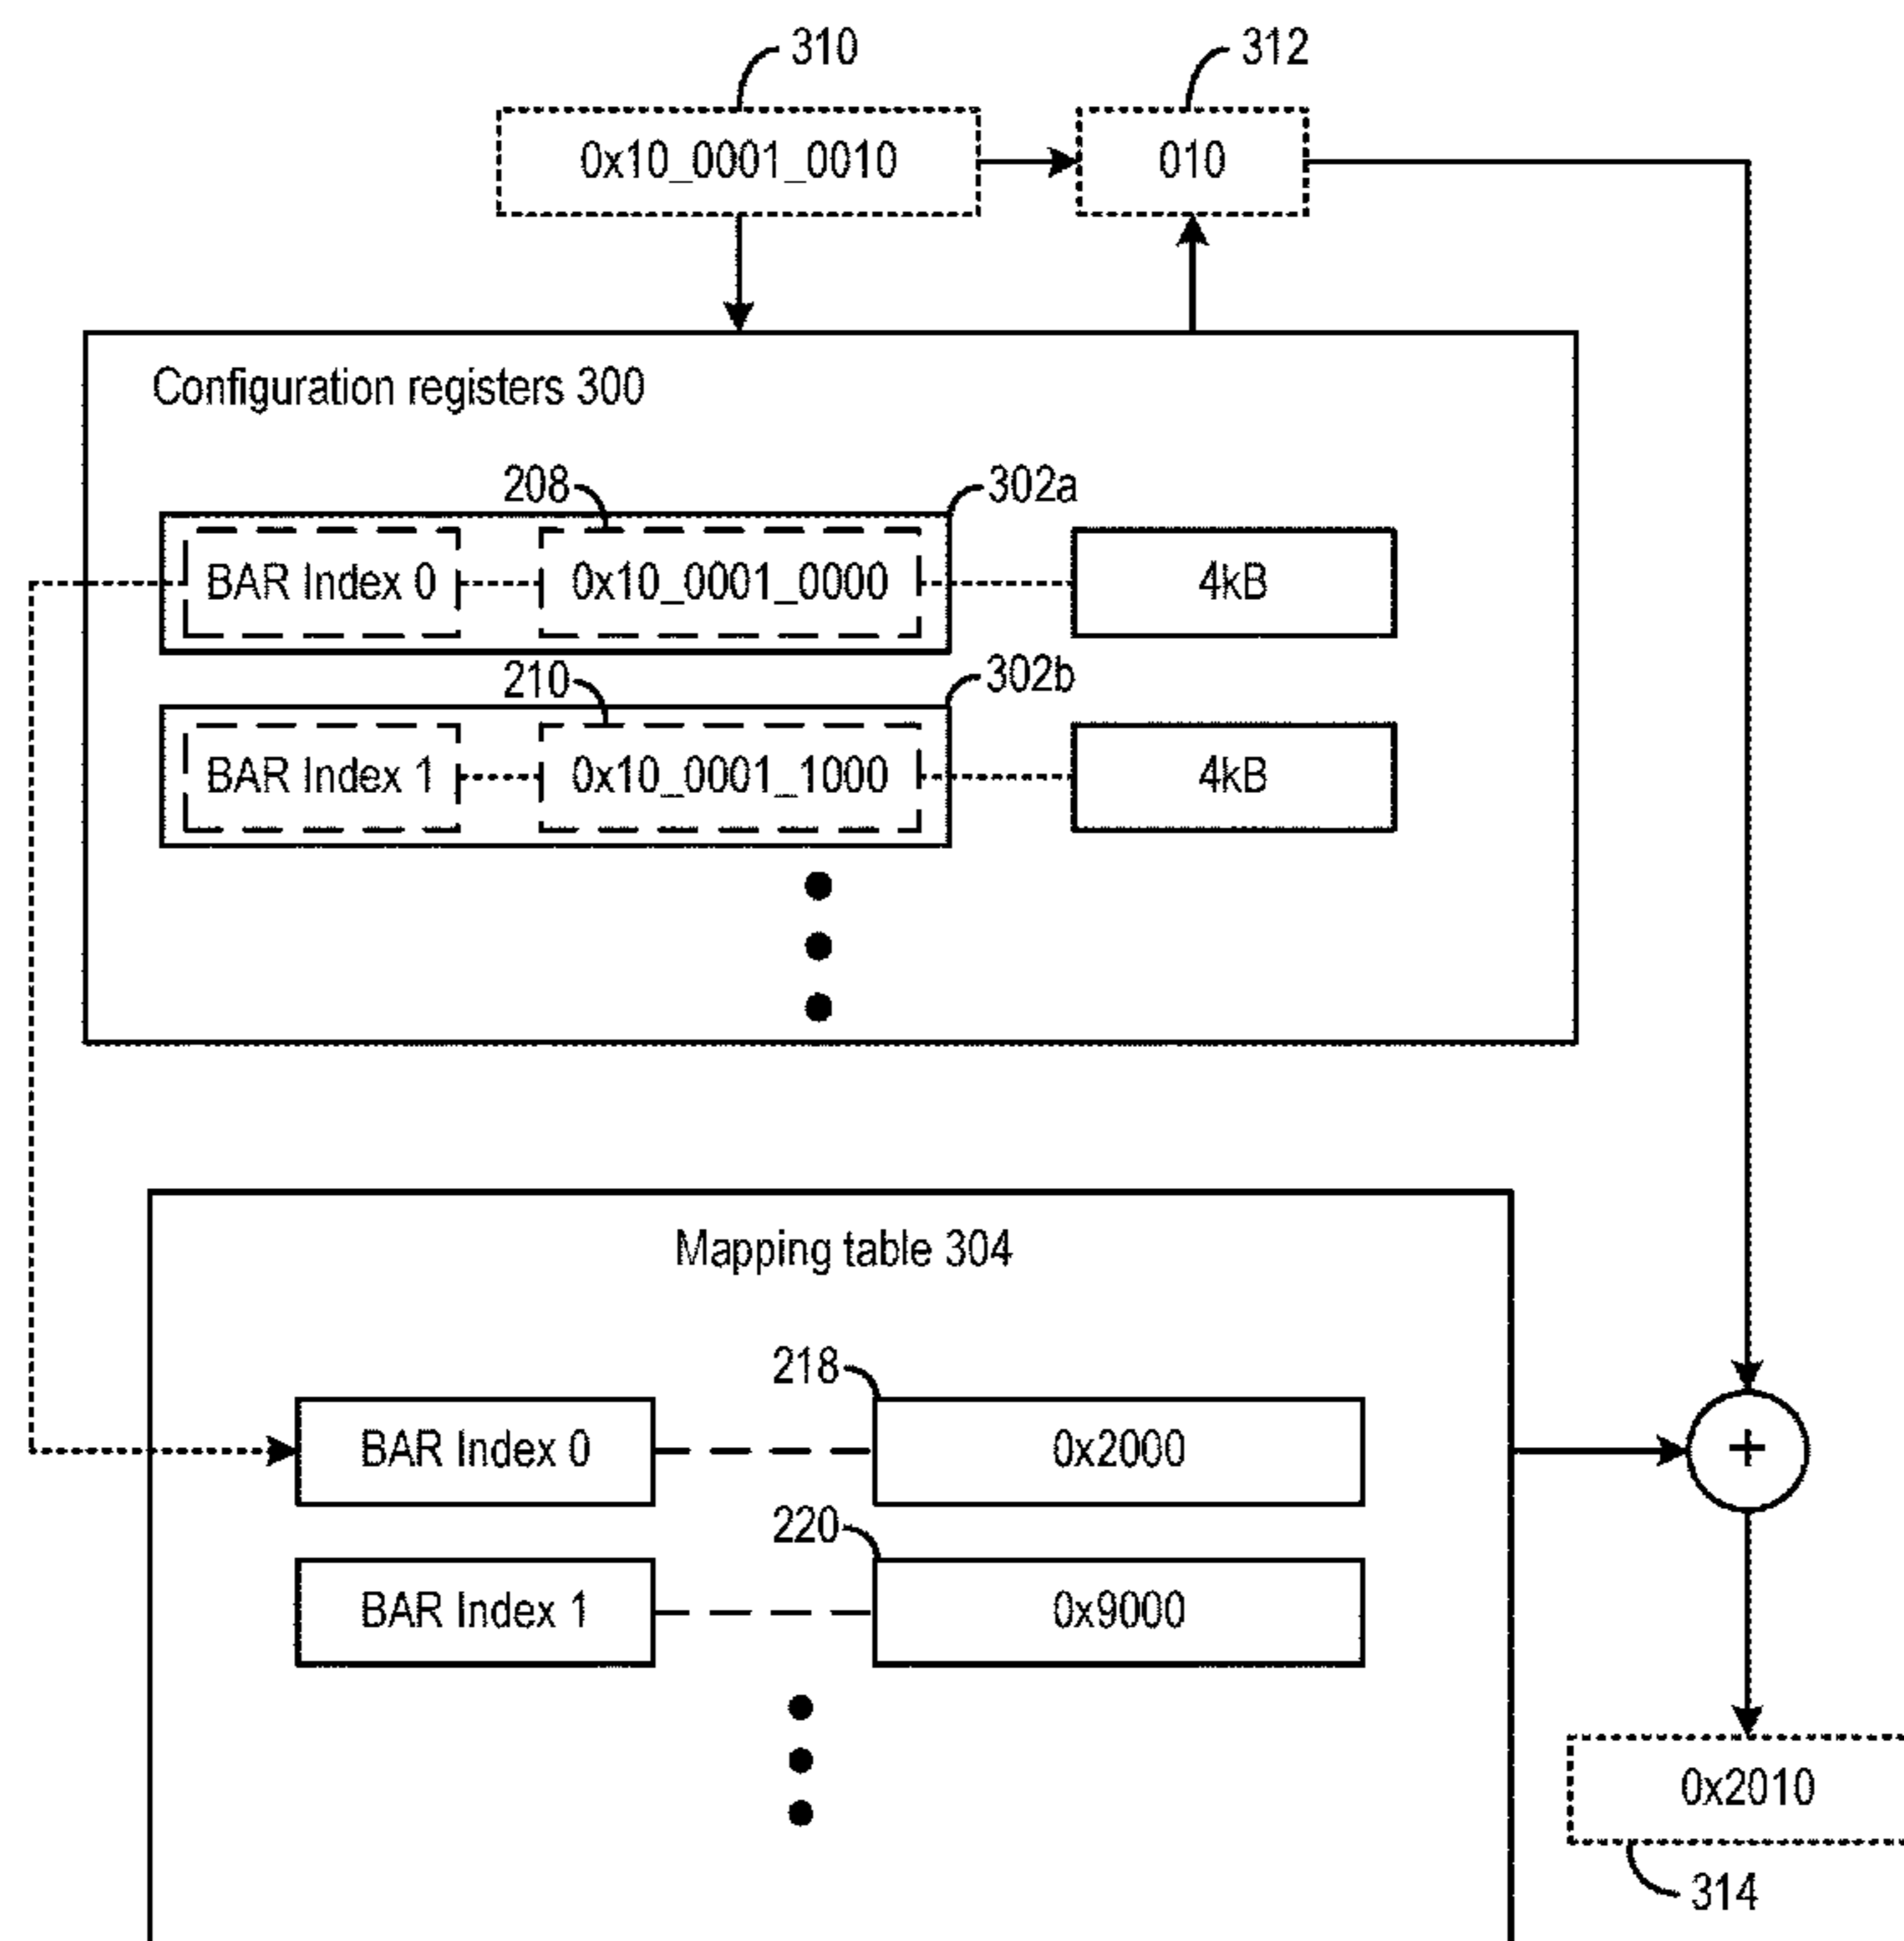 310
312
0x10_0001_0010
010
Configuration registers 300
208
302a
BAR Index 0
0x10_0001_0000
4kB
210
302b
BAR Index 1
0x10_0001_1000
4kB
Mapping table 304
218
BAR Index 0
0x2000
+
220
BAR Index 1
0x9000
0x2010
314